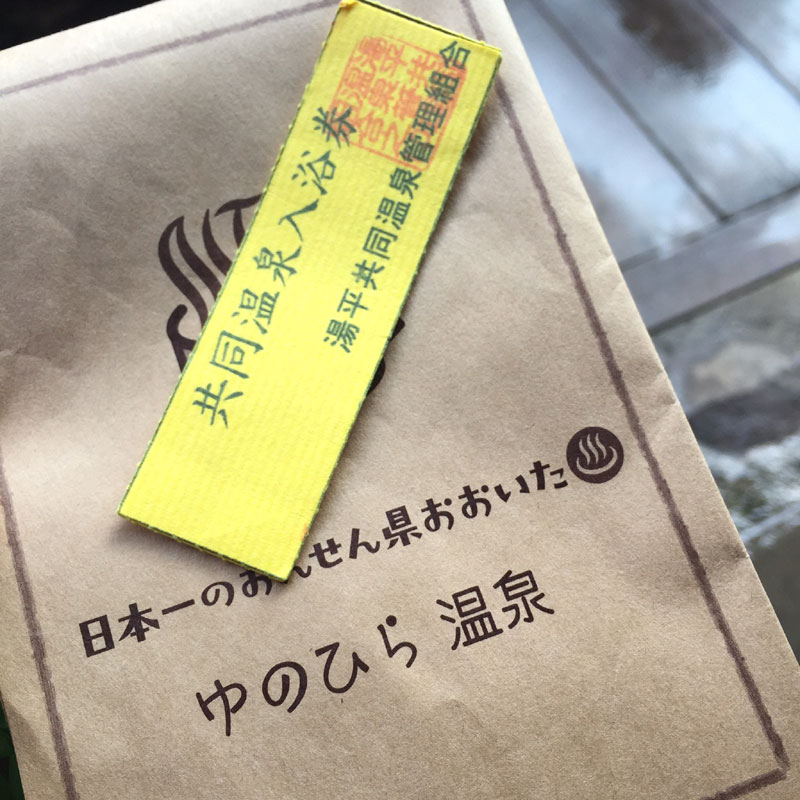 共同温泉入浴券
湯平共同温泉管理組合
日本一のおんせん県おおいた
ゆのひら温泉